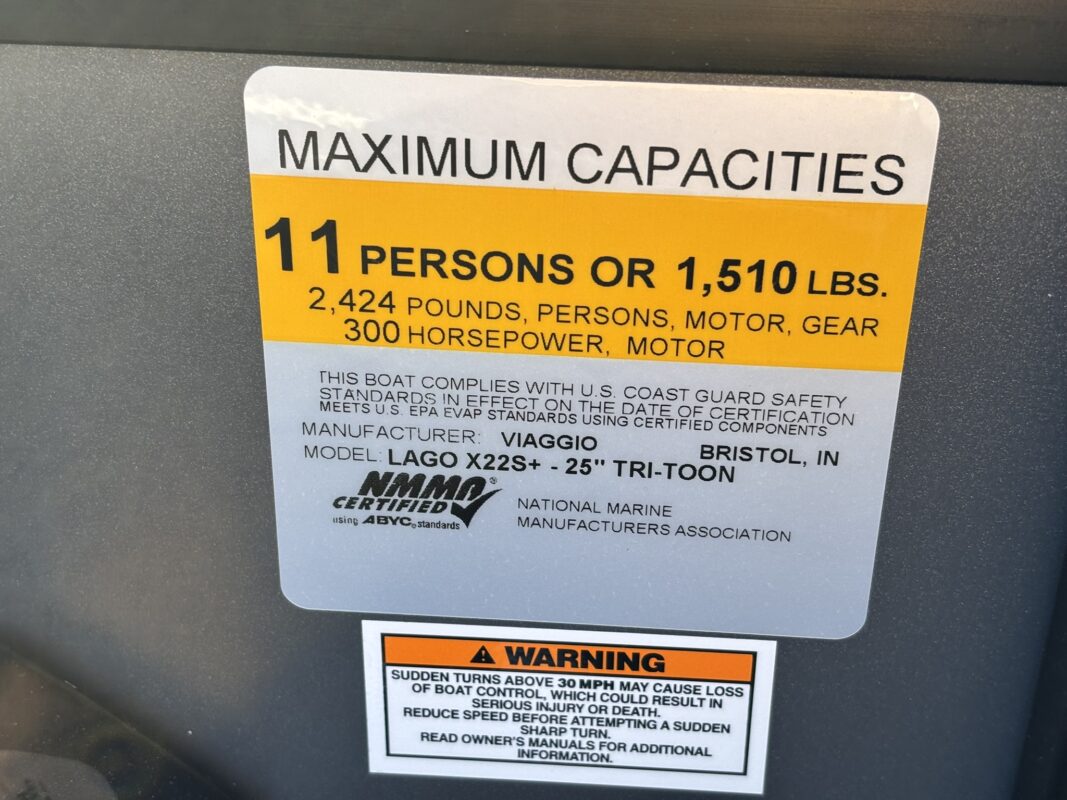 MAXIMUM CAPACITIES
11 PERSONS OR 1,510 LBS.
2,424 POUNDS, PERSONS, MOTOR, GEAR
300 HORSEPOWER, MOTOR
THIS BOAT COMPLIES WITH U.S. COAST GUARD SAFETY
STANDARDS IN EFFECT ON THE DATE OF CERTIFICATION
MEETS U.S. EPA EVAP STANDARDS USING CERTIFIED COMPONENTS
MANUFACTURER: VIAGGIO BRISTOL, IN
MODEL: LAGO X22S+ - 25" TRI-TOON
NMMA®
CERTIFIED
using ABYC® standards
NATIONAL MARINE
MANUFACTURERS ASSOCIATION
WARNING
SUDDEN TURNS ABOVE 30 MPH MAY CAUSE LOSS
OF BOAT CONTROL, WHICH COULD RESULT IN
SERIOUS INJURY OR DEATH.
REDUCE SPEED BEFORE ATTEMPTING A SUDDEN
SHARP TURN.
READ OWNER'S MANUALS FOR ADDITIONAL
INFORMATION.